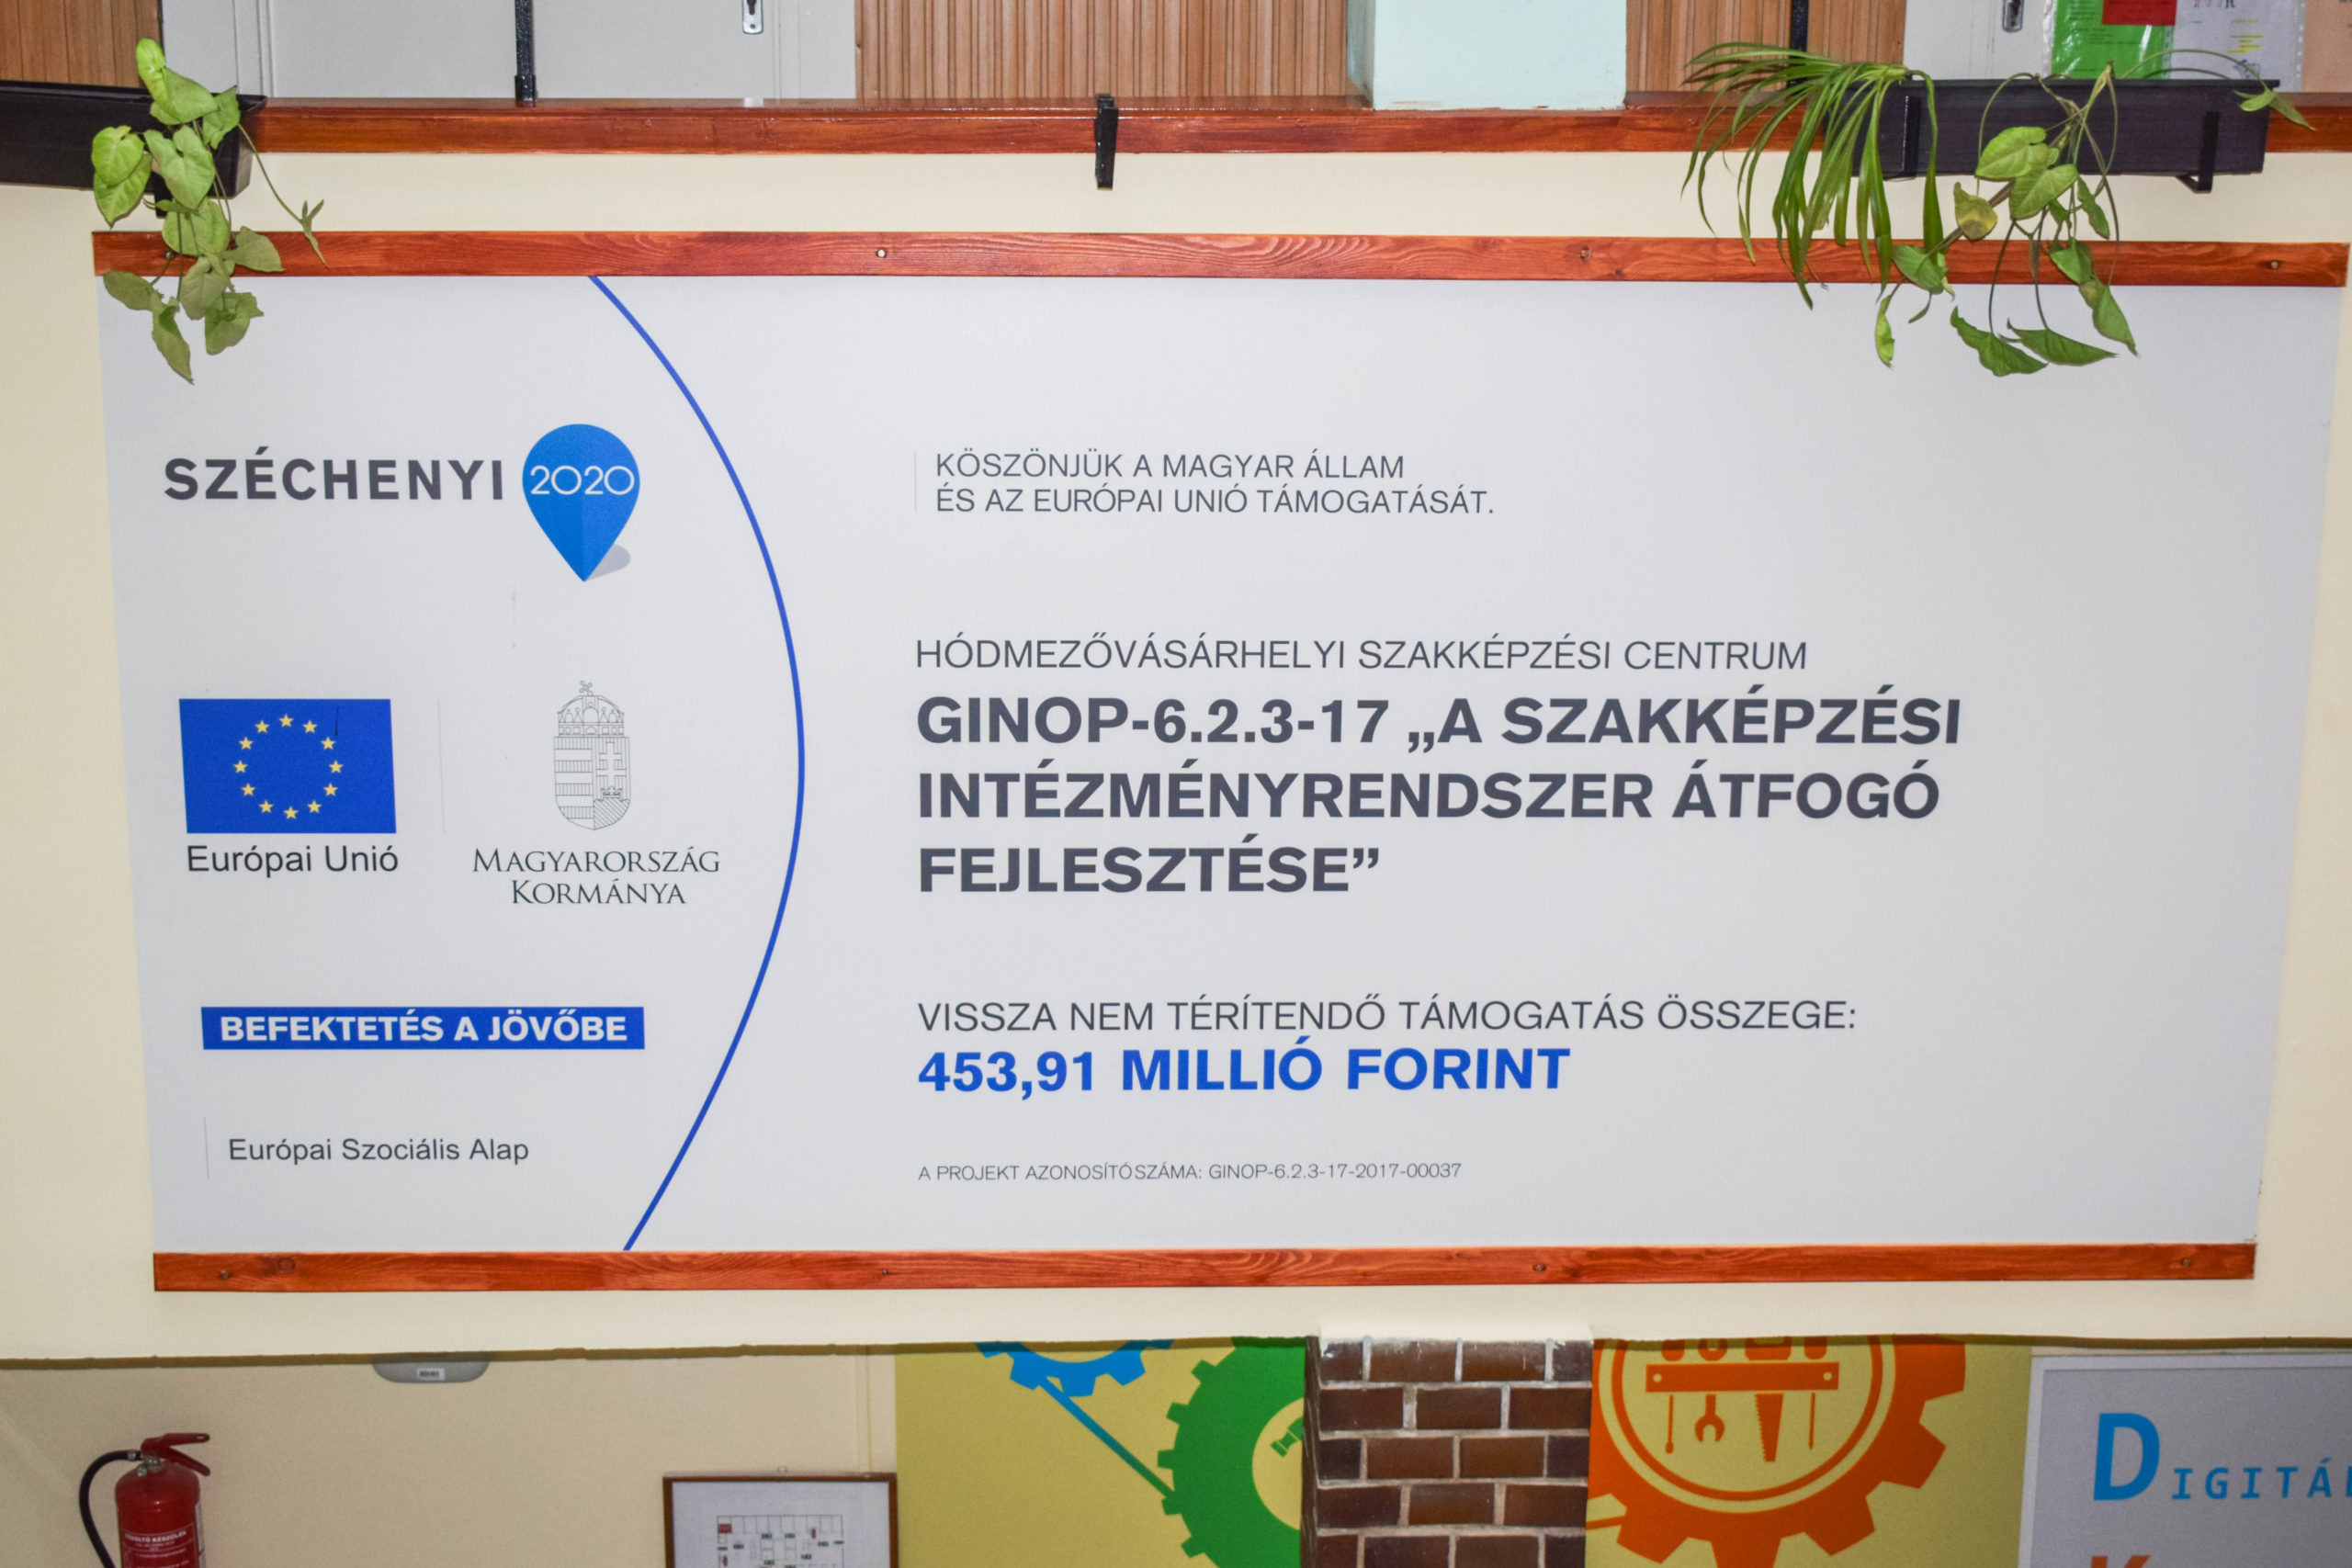 SZÉCHENYI 2020
Európai Unió
MAGYARORSZÁG
KORMÁNYA
BEFEKTETÉS A JÖVŐBE
Európai Szociális Alap
KÖSZÖNJÜK A MAGYAR ÁLLAM
ÉS AZ EURÓPAI UNIÓ TÁMOGATÁSÁT.
HÓDMEZŐVÁSÁRHELYI SZAKKÉPZÉSI CENTRUM
GINOP-6.2.3-17 „A SZAKKÉPZÉSI
INTÉZMÉNYRENDSZER ÁTFOGÓ
FEJLESZTÉSE”
VISSZA NEM TÉRÍTENDŐ TÁMOGATÁS ÖSSZEGE:
453,91 MILLIÓ FORINT
A PROJEKT AZONOSÍTÓSZÁMA: GINOP-6.2.3-17-2017-00037
DIGITÁ